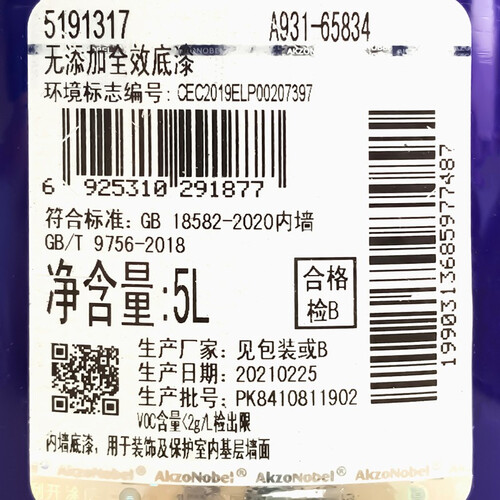 5191317 A931-65834
AkzoNobel AkzoNobel
无添加全效底漆
环境标志编号: CEC2019ELP00207397
6 925310 291877
1990313685977487
符合标准: GB 18582-2020内墙
GB/T 9756-2018
净含量:5L
合格
检B
生产厂家: 见包装或B
生产日期: 20210225
生产批号: PK8410811902
VOC含量<2g/L检出限
内墙底漆, 用于装饰及保护室内基层墙面
AkzoNobel AkzoNobel AkzoNobel